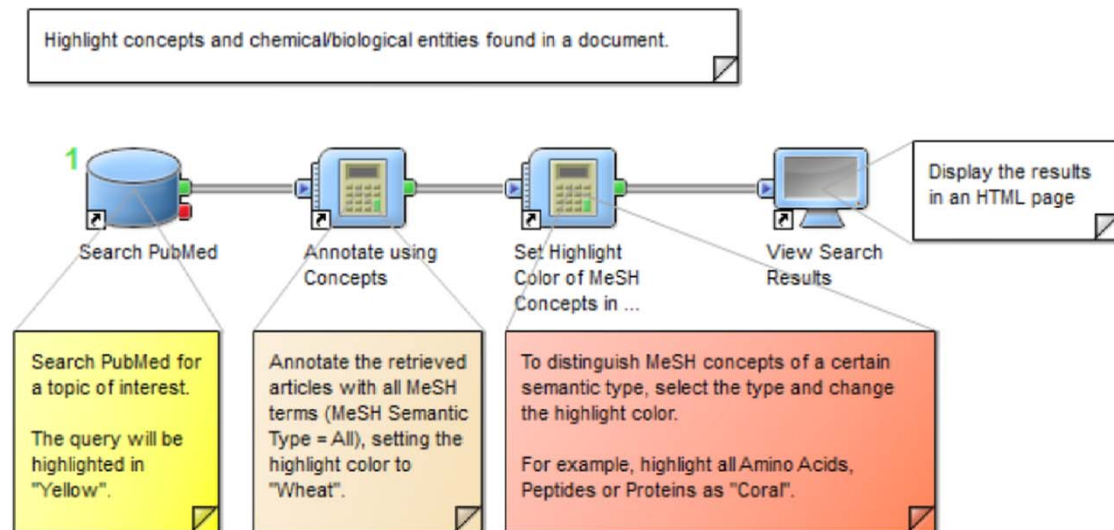 Highlight concepts and chemical/biological entities found in a document.
1
Search PubMed
Annotate using
Concepts
Set Highlight
Color of MeSH
Concepts in ...
View Search
Results
Display the results
in an HTML page
Search PubMed for
a topic of interest.
The query will be
highlighted in
"Yellow".
Annotate the retrieved
articles with all MeSH
terms (MeSH Semantic
Type = All), setting the
highlight color to
"Wheat".
To distinguish MeSH concepts of a certain
semantic type, select the type and change
the highlight color.
For example, highlight all Amino Acids,
Peptides or Proteins as "Coral".